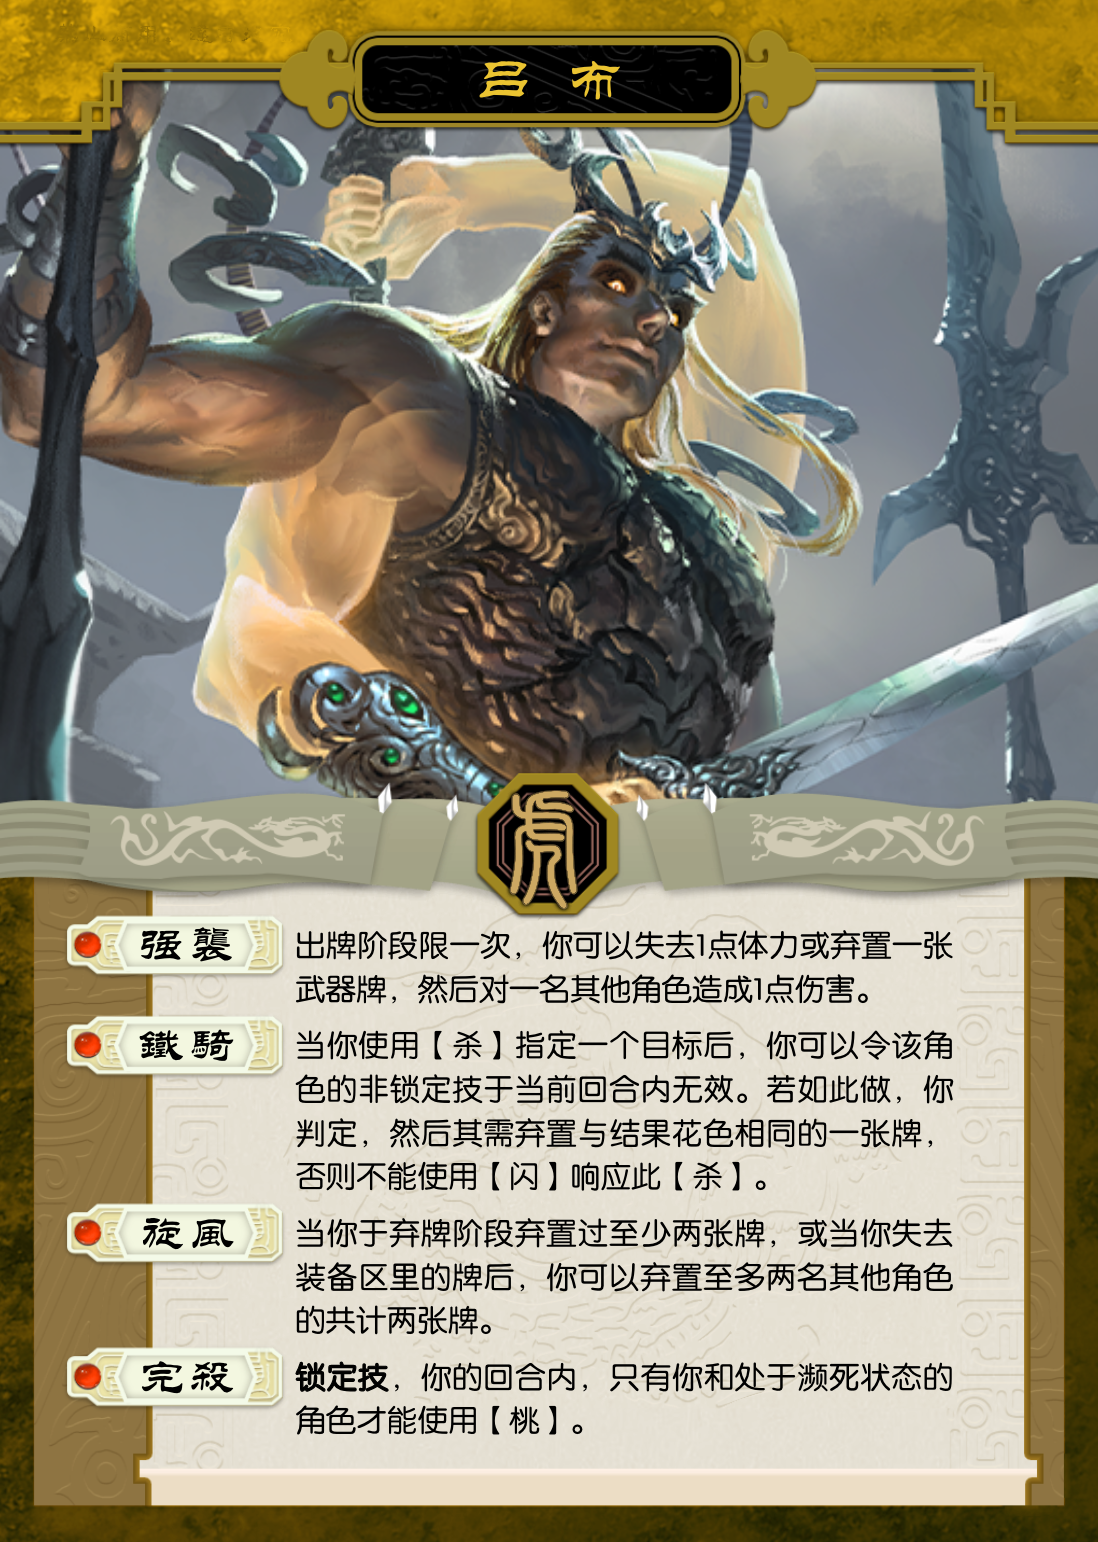 吕 布
虎
强襲
出牌阶段限一次，你可以失去1点体力或弃置一张
武器牌，然后对一名其他角色造成1点伤害。
鐵騎
当你使用【杀】指定一个目标后，你可以令该角
色的非锁定技于当前回合内无效。若如此做，你
判定，然后其需弃置与结果花色相同的一张牌，
否则不能使用【闪】响应此【杀】。
旋風
当你于弃牌阶段弃置过至少两张牌，或当你失去
装备区里的牌后，你可以弃置至多两名其他角色
的共计两张牌。
完殺
锁定技，你的回合内，只有你和处于濒死状态的
角色才能使用【桃】。